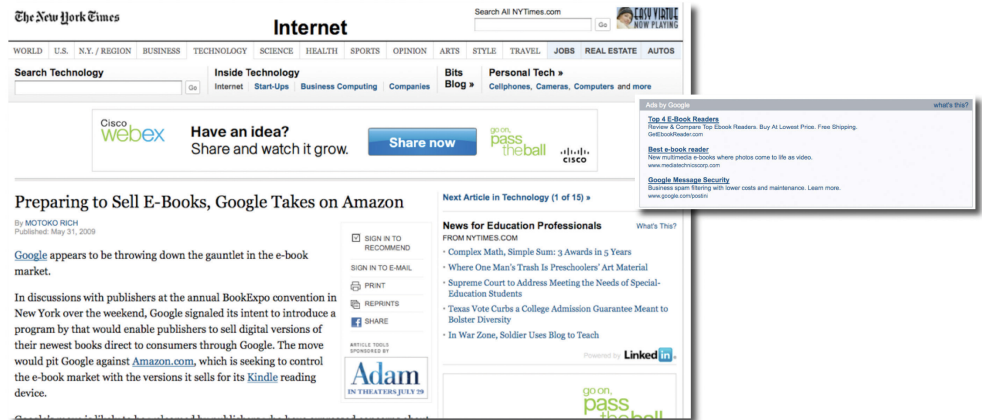 The New York Times
Internet
Search All NYTimes.com
Go
EASY VIRTUE
NOW PLAYING
WORLD U.S. N.Y. / REGION BUSINESS TECHNOLOGY SCIENCE HEALTH SPORTS OPINION ARTS STYLE TRAVEL JOBS REAL ESTATE AUTOS
Search Technology
Go
Inside Technology
Internet Start-Ups Business Computing Companies
Bits
Blog »
Personal Tech »
Cellphones, Cameras, Computers and more
Cisco
webex
Have an idea?
Share and watch it grow.
Share now
go on,
pass
the ball
CISCO
Ads by Google what's this?
Top 4 E-Book Readers
Review & Compare Top Ebook Readers. Buy At Lowest Price. Free Shipping.
GetEbookReader.com
Best e-book reader
New multimedia e-books where photos come to life as video.
www.mediatechnicscorp.com
Google Message Security
Business spam filtering with lower costs and maintenance. Learn more.
www.google.com/postini
Preparing to Sell E-Books, Google Takes on Amazon
By MOTOKO RICH
Published: May 31, 2009
Google appears to be throwing down the gauntlet in the e-book
market.
In discussions with publishers at the annual BookExpo convention in
New York over the weekend, Google signaled its intent to introduce a
program by that would enable publishers to sell digital versions of
their newest books direct to consumers through Google. The move
would pit Google against Amazon.com, which is seeking to control
the e-book market with the versions it sells for its Kindle reading
device.
SIGN IN TO
RECOMMEND
SIGN IN TO E-MAIL
PRINT
REPRINTS
SHARE
ARTICLE TOOLS
SPONSORED BY
Adam
IN THEATERS JULY 29
Next Article in Technology (1 of 15) »
News for Education Professionals What's This?
FROM NYTIMES.COM
• Complex Math, Simple Sum: 3 Awards in 5 Years
• Where One Man's Trash Is Preschoolers' Art Material
• Supreme Court to Address Meeting the Needs of Special-
Education Students
• Texas Vote Curbs a College Admission Guarantee Meant to
Bolster Diversity
• In War Zone, Soldier Uses Blog to Teach
Powered by LinkedIn.
go on,
pass
the ball